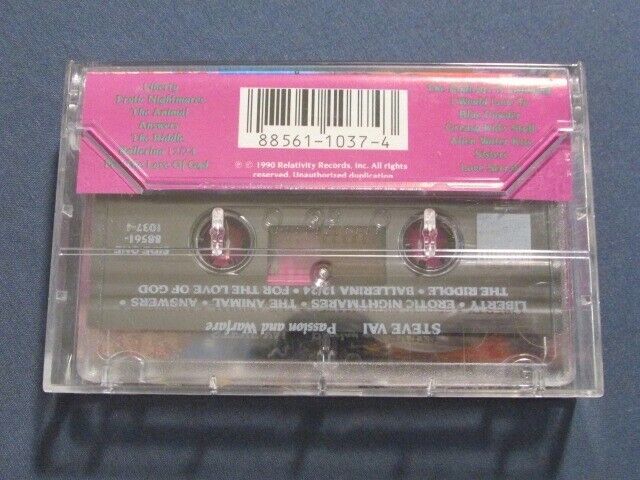 Liberty
Erotic Nightmares
The Animal
Answers
The Riddle
Ballerina 12/24
For The Love Of God
88561-1037-4
℗ © 1990 Relativity Records, Inc. All rights
reserved. Unauthorized duplication
I Would Love To
Blue Powder
Greasy Kid's Stuff
Alien Water Kiss
Sisters
Love Secrets
STEVE VAI Passion and Warfare
LIBERTY • EROTIC NIGHTMARES • THE ANIMAL • ANSWERS •
THE RIDDLE • BALLERINA 12/24 • FOR THE LOVE OF GOD
SIDE ONE
88561-
1037-4